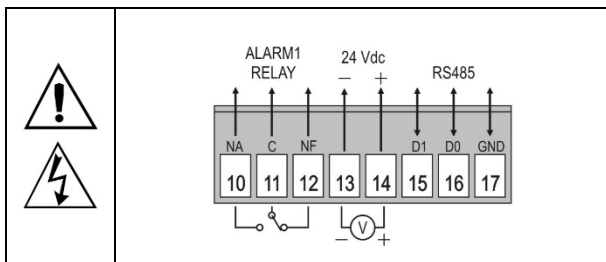 ALARM1 24 Vdc
RELAY − + RS485
NA C NF D1 D0 GND
10 11 12 13 14 15 16 17
− V +